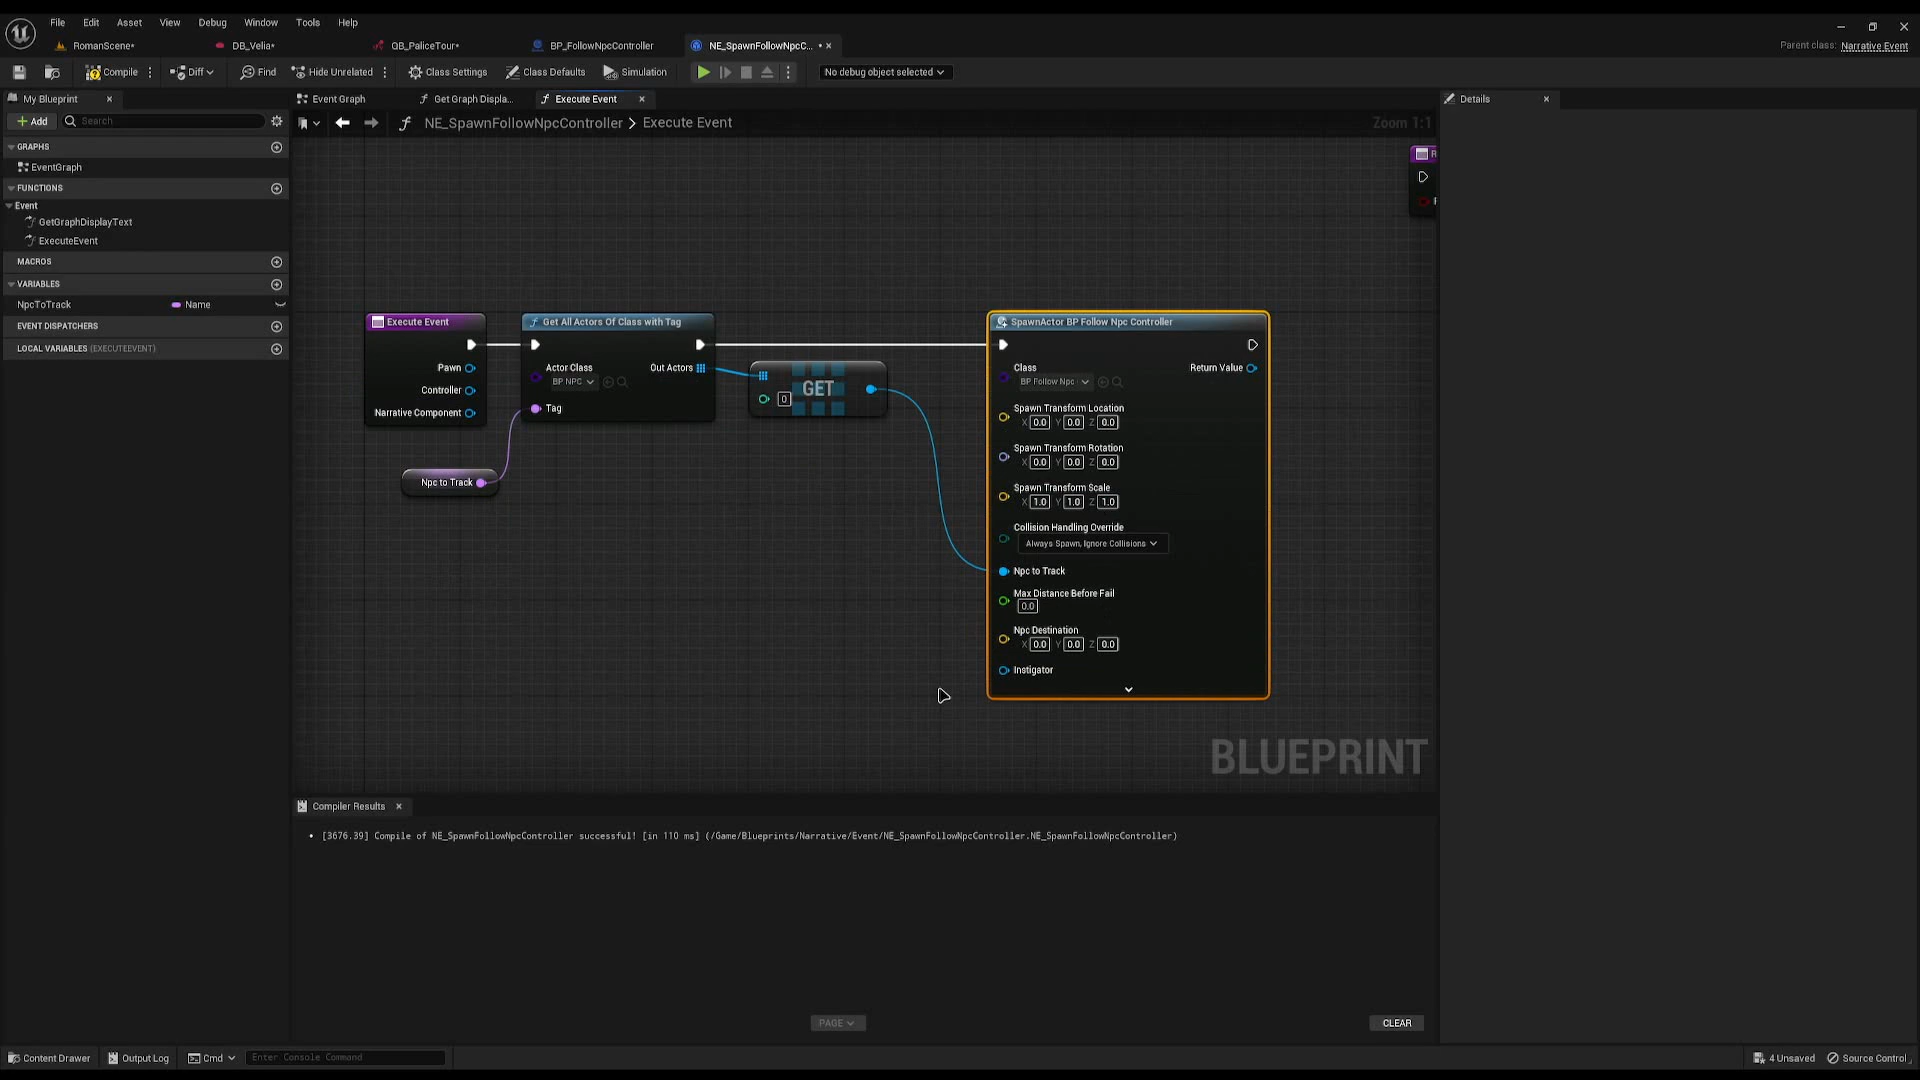 File Edit Asset View Debug Window Tools Help
RomanScene* DB_Velia* QB_PaliceTour* BP_FollowNpcController NE_SpawnFollowNpcC... •
Parent class: Narrative Event
Compile Diff Find Hide Unrelated Class Settings Class Defaults Simulation No debug object selected
My Blueprint
Event Graph Get Graph Displa... Execute Event
Details
Add Search
NE_SpawnFollowNpcController > Execute Event
Zoom 1:1
GRAPHS
EventGraph
FUNCTIONS
Event
GetGraphDisplayText
ExecuteEvent
MACROS
VARIABLES
NpcToTrack Name
EVENT DISPATCHERS
LOCAL VARIABLES (EXECUTEEVENT)
Execute Event
Pawn
Controller
Narrative Component
Npc to Track
Get All Actors Of Class with Tag
Actor Class
BP NPC
Out Actors
Tag
GET
0
SpawnActor BP Follow Npc Controller
Class
BP Follow Npc
Return Value
Spawn Transform Location
X 0.0 Y 0.0 Z 0.0
Spawn Transform Rotation
X 0.0 Y 0.0 Z 0.0
Spawn Transform Scale
X 1.0 Y 1.0 Z 1.0
Collision Handling Override
Always Spawn, Ignore Collisions
Npc to Track
Max Distance Before Fail
0.0
Npc Destination
X 0.0 Y 0.0 Z 0.0
Instigator
BLUEPRINT
Compiler Results
• [3676.39] Compile of NE_SpawnFollowNpcController successful! [in 110 ms] (/Game/Blueprints/Narrative/Event/NE_SpawnFollowNpcController.NE_SpawnFollowNpcController)
PAGE
CLEAR
Content Drawer Output Log Cmd Enter Console Command
4 Unsaved Source Control